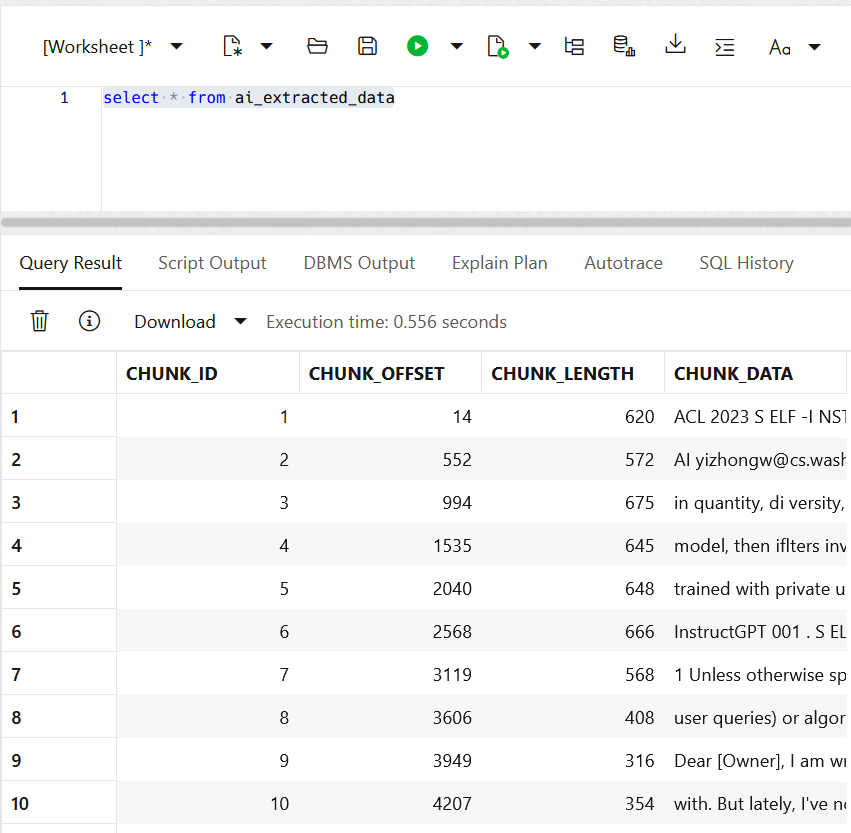 [Worksheet ]* Aa
1 select * from ai_extracted_data
Query Result Script Output DBMS Output Explain Plan Autotrace SQL History
Download Execution time: 0.556 seconds
CHUNK_ID CHUNK_OFFSET CHUNK_LENGTH CHUNK_DATA
1 1 14 620 ACL 2023 S ELF -I NST
2 2 552 572 AI yizhongw@cs.wash
3 3 994 675 in quantity, di versity,
4 4 1535 645 model, then iflters inv
5 5 2040 648 trained with private u
6 6 2568 666 InstructGPT 001 . S EL
7 7 3119 568 1 Unless otherwise sp
8 8 3606 408 user queries) or algor
9 9 3949 316 Dear [Owner], I am wr
10 10 4207 354 with. But lately, I've no